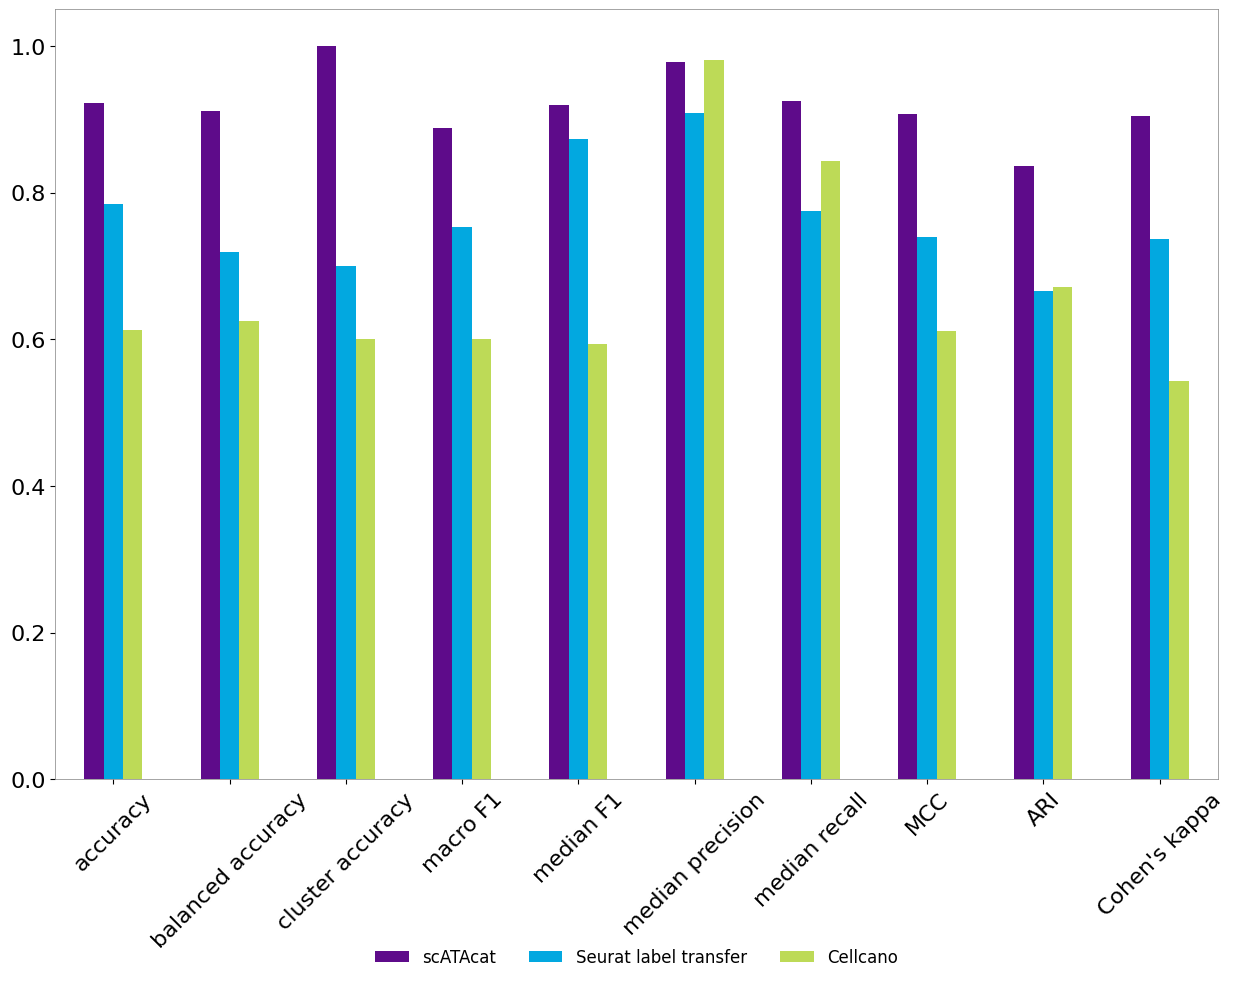 1.0
0.8
0.6
0.4
0.2
0.0
accuracy
balanced accuracy
cluster accuracy
macro F1
median F1
median precision
median recall
MCC
ARI
Cohen's kappa
scATAcat Seurat label transfer Cellcano